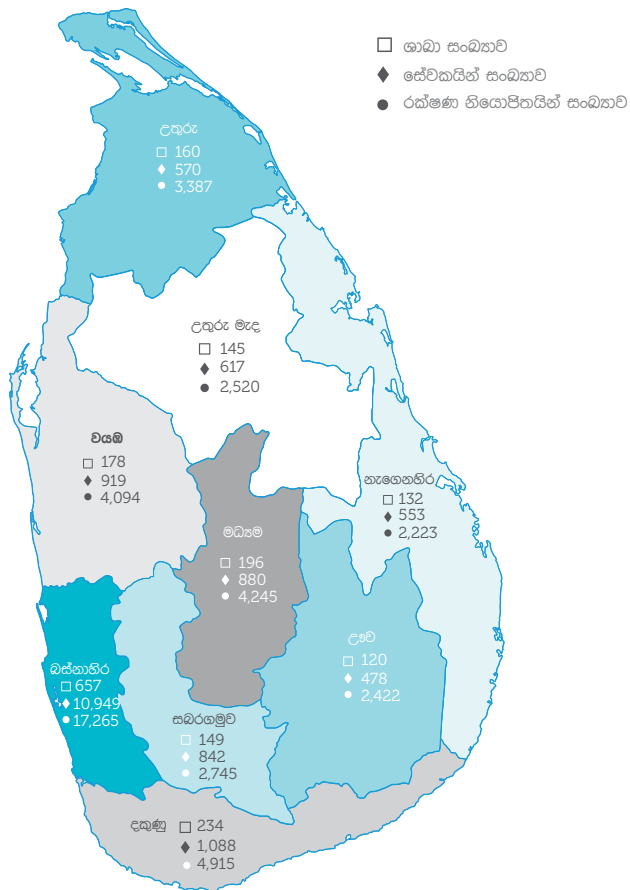 □ ශාඛා සංඛ්‍යාව
◆ සේවකයින් සංඛ්‍යාව
● රක්ෂණ නියෝජිතයින් සංඛ්‍යාව
උතුරු
□ 160
◆ 570
● 3,387
උතුරු මැද
□ 145
◆ 617
● 2,520
වයඹ
□ 178
◆ 919
● 4,094
නැගෙනහිර
□ 132
◆ 553
● 2,223
මධ්‍යම
□ 196
◆ 880
● 4,245
ඌව
□ 120
◆ 478
● 2,422
බස්නාහිර
□ 657
◆ 10,949
● 17,265
සබරගමුව
□ 149
◆ 842
● 2,745
දකුණු □ 234
◆ 1,088
● 4,915